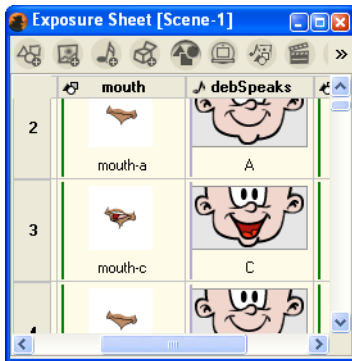 Exposure Sheet [Scene-1]
»
mouth debSpeaks
2
mouth-a A
3
mouth-c C